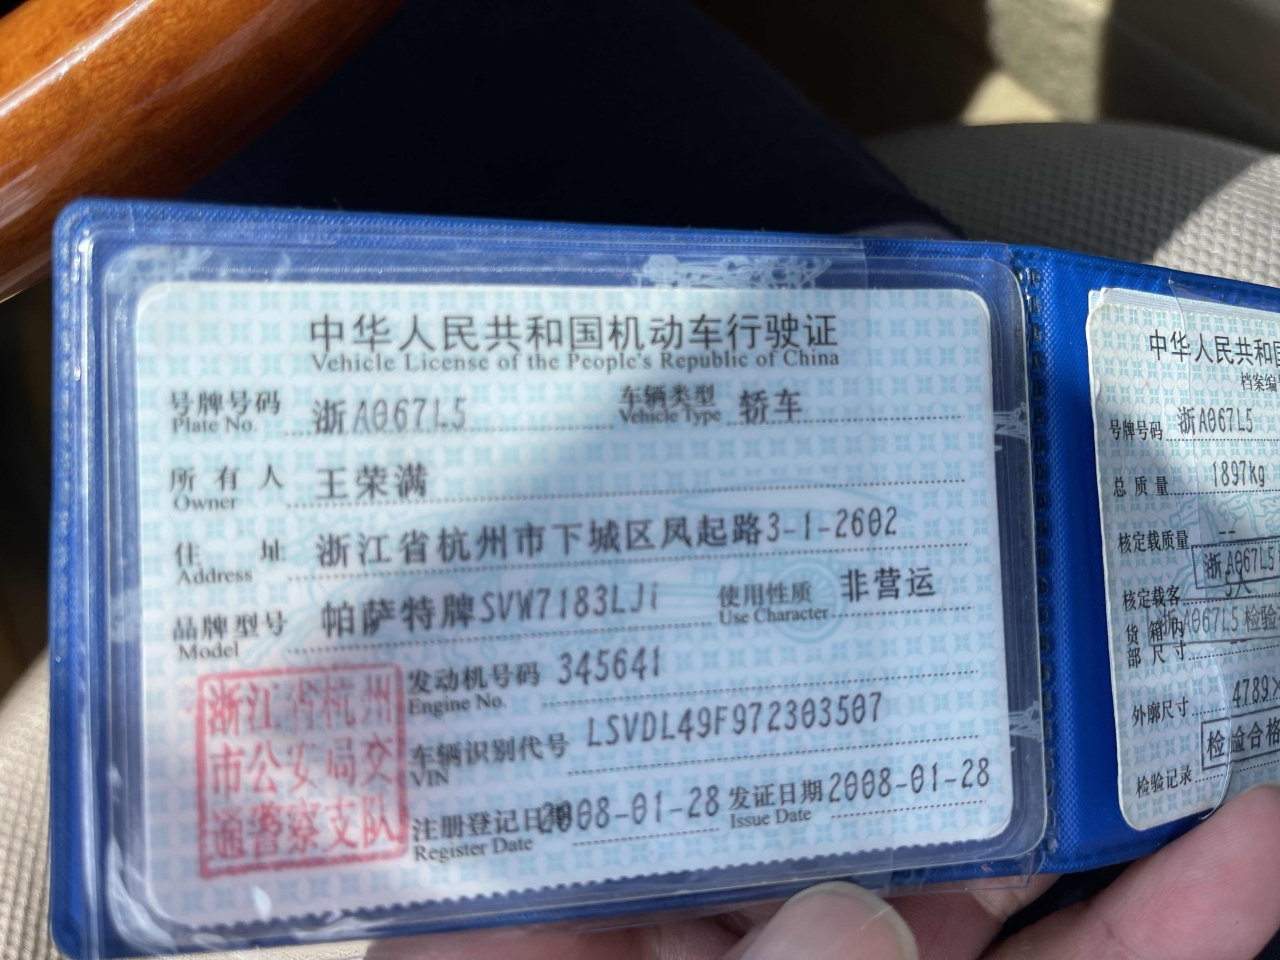 中华人民共和国机动车行驶证
Vehicle License of the People's Republic of China
号牌号码 浙A067L5 车辆类型 轿车
Plate No. Vehicle Type
所有人 王荣满
Owner
住址 浙江省杭州市下城区凤起路3-1-2602
Address
品牌型号 帕萨特牌SVW7183LJi 使用性质 非营运
Model Use Character
发动机号码 345641
Engine No.
车辆识别代号 LSVDL49F972303507
VIN
注册登记日期 2008-01-28 发证日期 2008-01-28
Register Date Issue Date
浙江省杭州
市公安局交
通警察支队
中华人民共和国
档案编
号牌号码 浙A067L5
总质量 1897kg
核定载质量 --
浙A067L5
核定载客 5人
浙A067L5 检验
货箱内
部尺寸 --
外廓尺寸 4789×
检验合格
检验记录